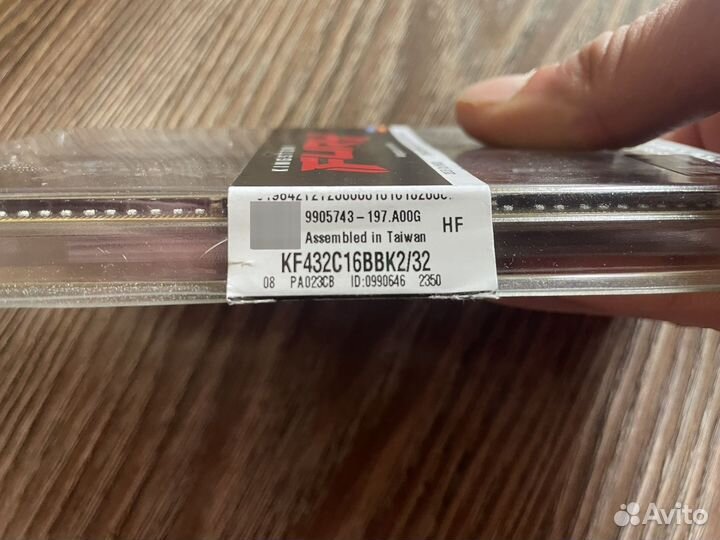 KINGSTON
FURY
9905743-197.A00G
Assembled in Taiwan
HF
KF432C16BBK2/32
08 PA023CB ID:0990646 2350
Avito